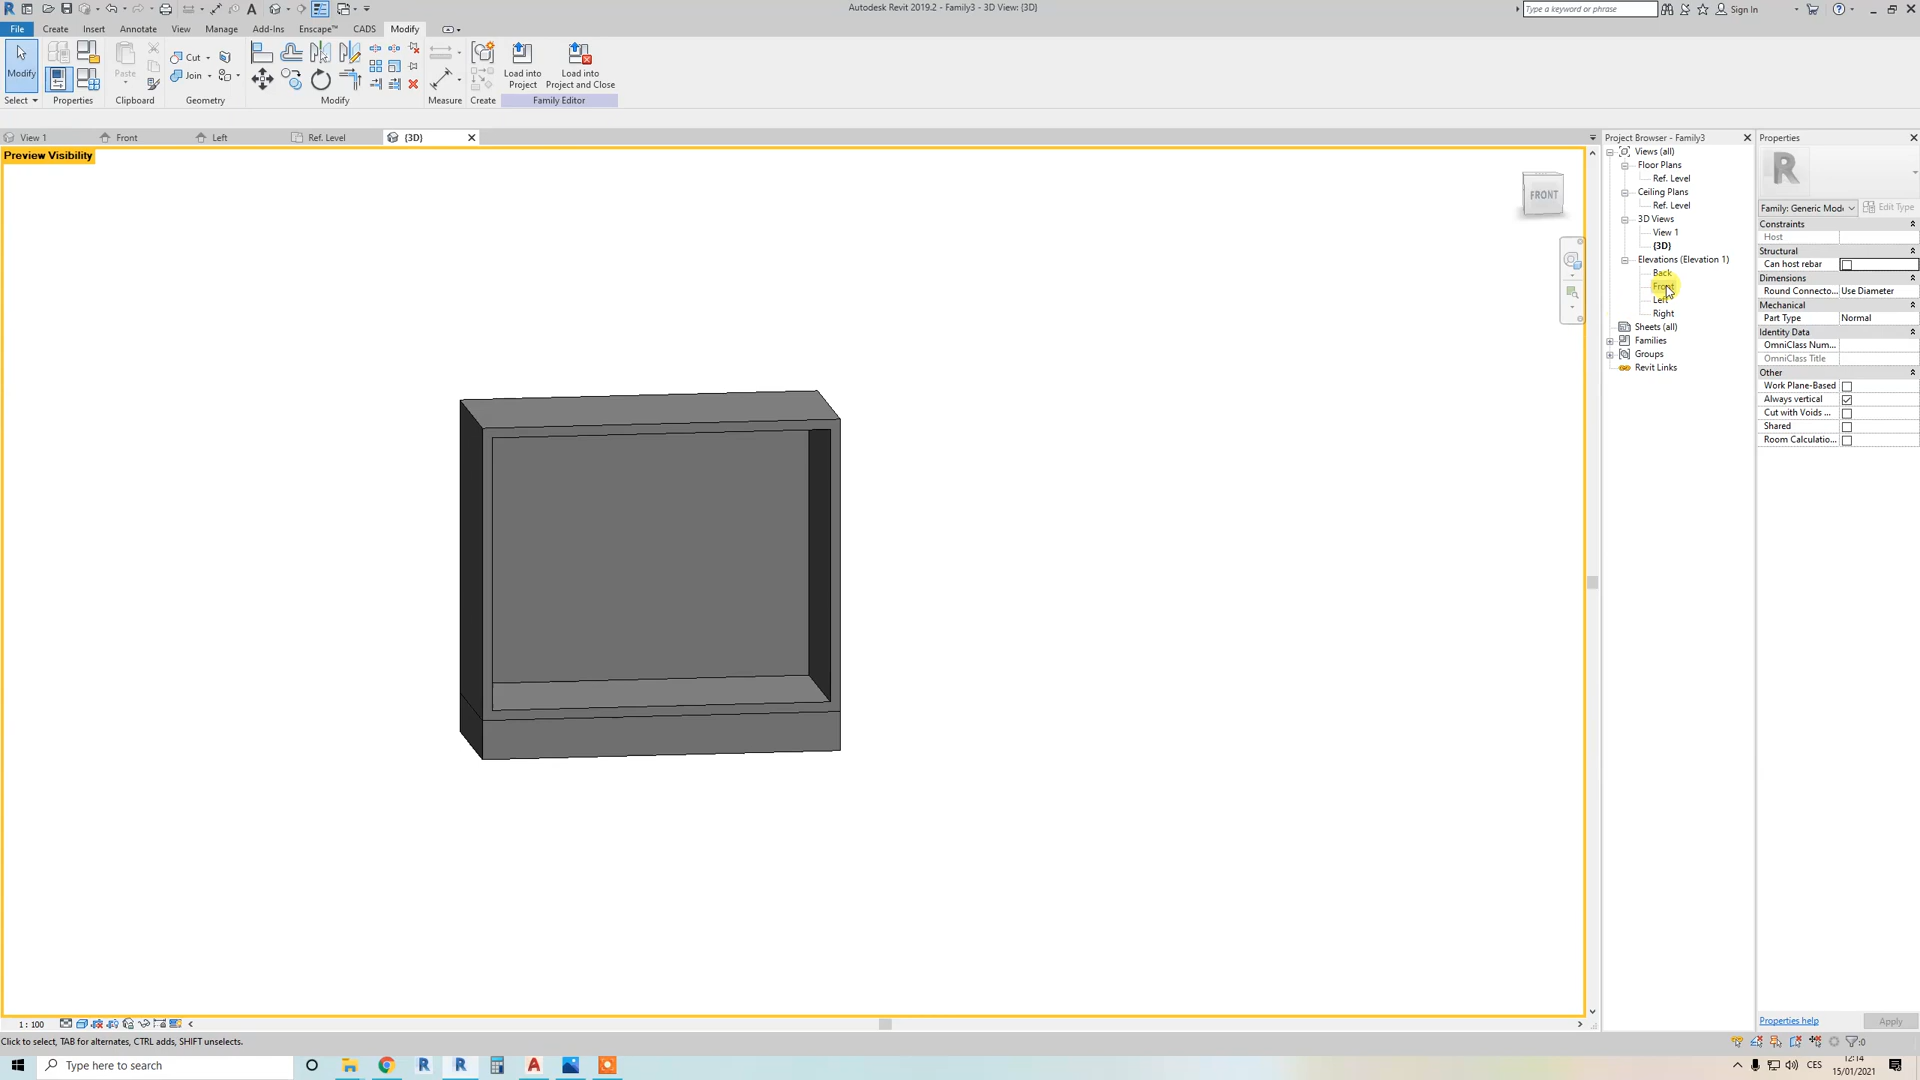 Autodesk Revit 2019.2 - Family3 - 3D View: {3D}
Type a keyword or phrase
Sign In
File Create Insert Annotate View Manage Add-Ins Enscape™ CADS Modify
Modify
Paste
Cut
Join
Load into
Project
Load into
Project and Close
Select
Properties
Clipboard
Geometry
Modify
Measure
Create
Family Editor
View 1
Front
Left
Ref. Level
{3D}
Preview Visibility
FRONT
Project Browser - Family3
Views (all)
Floor Plans
Ref. Level
Ceiling Plans
Ref. Level
3D Views
View 1
{3D}
Elevations (Elevation 1)
Back
Front
Left
Right
Sheets (all)
Families
Groups
Revit Links
Properties
Family: Generic Mode
Edit Type
Constraints
Host
Structural
Can host rebar
Dimensions
Round Connecto... Use Diameter
Mechanical
Part Type Normal
Identity Data
OmniClass Num...
OmniClass Title
Other
Work Plane-Based
Always vertical
Cut with Voids ...
Shared
Room Calculatio...
Properties help
Apply
1 : 100
Click to select, TAB for alternates, CTRL adds, SHIFT unselects.
:0
Type here to search
CES
12:14
15/01/2021